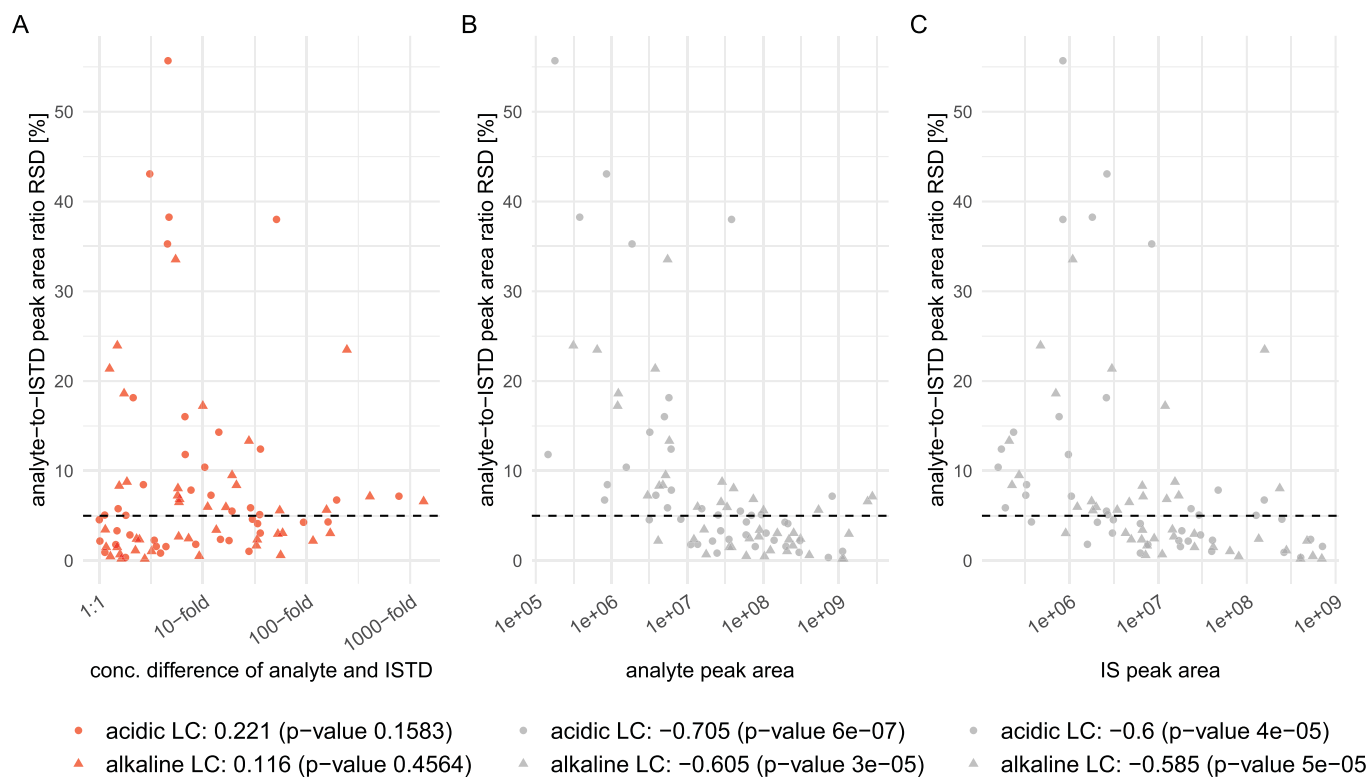 A
analyte−to−ISTD peak area ratio RSD [%]
50
40
30
20
10
0
1:1
10−fold
100−fold
1000−fold
conc. difference of analyte and ISTD
acidic LC: 0.221 (p−value 0.1583)
alkaline LC: 0.116 (p−value 0.4564)
B
analyte−to−ISTD peak area ratio RSD [%]
50
40
30
20
10
0
1e+05
1e+06
1e+07
1e+08
1e+09
analyte peak area
acidic LC: −0.705 (p−value 6e−07)
alkaline LC: −0.605 (p−value 3e−05)
C
analyte−to−ISTD peak area ratio RSD [%]
50
40
30
20
10
0
1e+06
1e+07
1e+08
1e+09
IS peak area
acidic LC: −0.6 (p−value 4e−05)
alkaline LC: −0.585 (p−value 5e−05